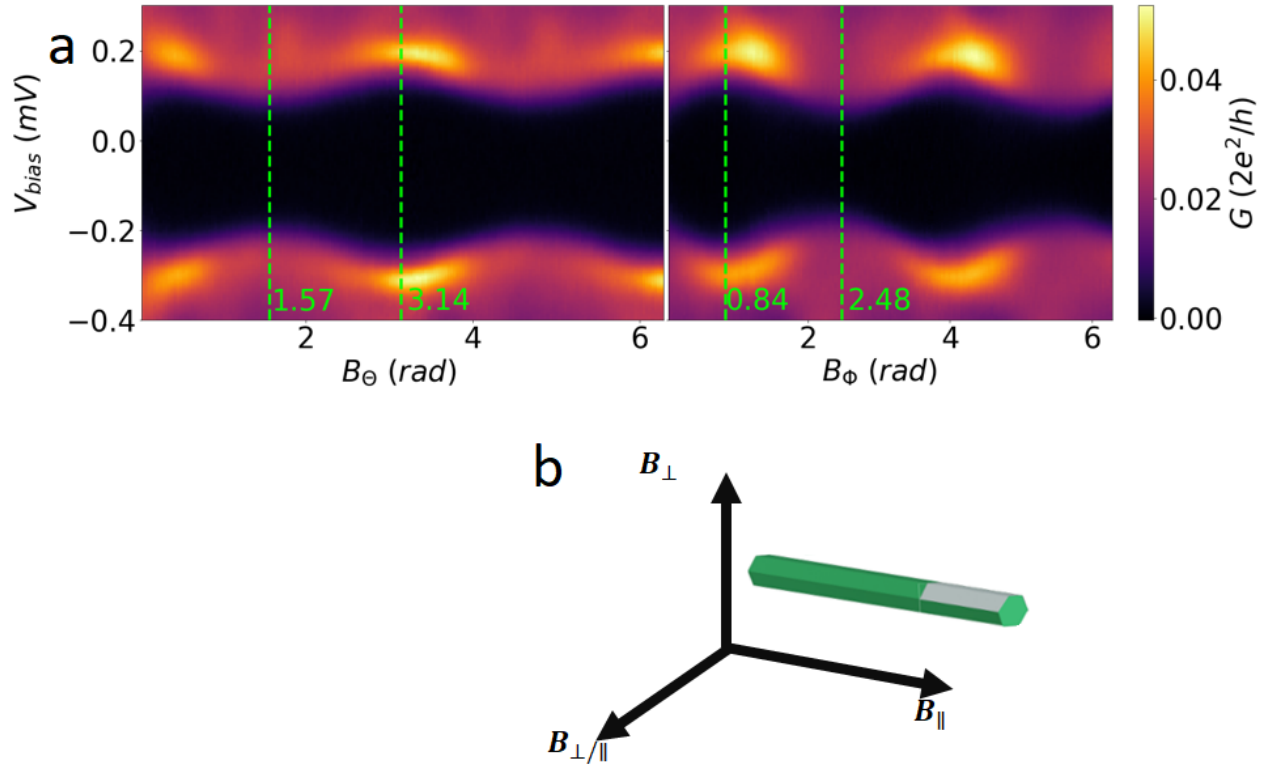 a
V_bias (mV)
0.2
0.0
−0.2
−0.4
1.57
3.14
0.84
2.48
2
4
6
2
4
6
B_Θ (rad)
B_Φ (rad)
0.04
0.02
0.00
G (2e²/h)
b
B_⊥
B_∥
B_⊥/∥